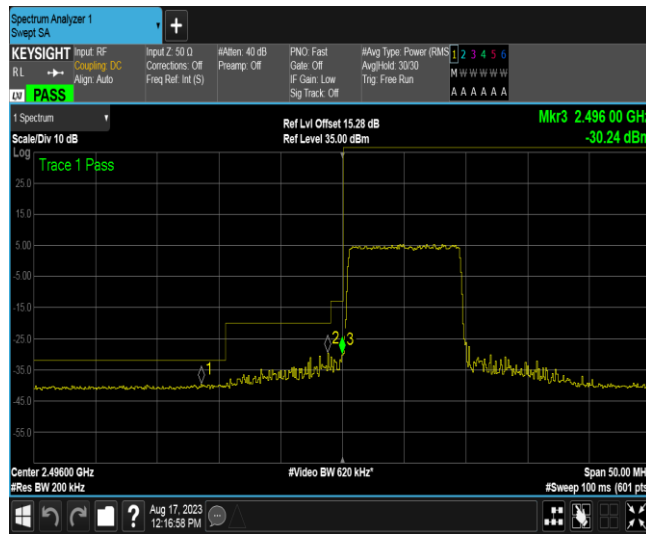 Spectrum Analyzer 1
Swept SA
+
KEYSIGHT
RL
LXI PASS
Input: RF
Coupling: DC
Align: Auto
Input Z: 50 Ω
Corrections: Off
Freq Ref: Int (S)
#Atten: 40 dB
Preamp: Off
PNO: Fast
Gate: Off
IF Gain: Low
Sig Track: Off
#Avg Type: Power (RMS
Avg|Hold: 30/30
Trig: Free Run
1 2 3 4 5 6
M W W W W W
A A A A A A
1 Spectrum
Scale/Div 10 dB
Ref Lvl Offset 15.28 dB
Ref Level 35.00 dBm
Mkr3 2.496 00 GHz
-30.24 dBm
Log
Trace 1 Pass
25.0
15.0
5.00
-5.00
-15.0
-25.0
-35.0
-45.0
-55.0
1
2
3
Center 2.49600 GHz
#Res BW 200 kHz
#Video BW 620 kHz*
Span 50.00 MH
#Sweep 100 ms (601 pts
?
Aug 17, 2023
12:16:58 PM